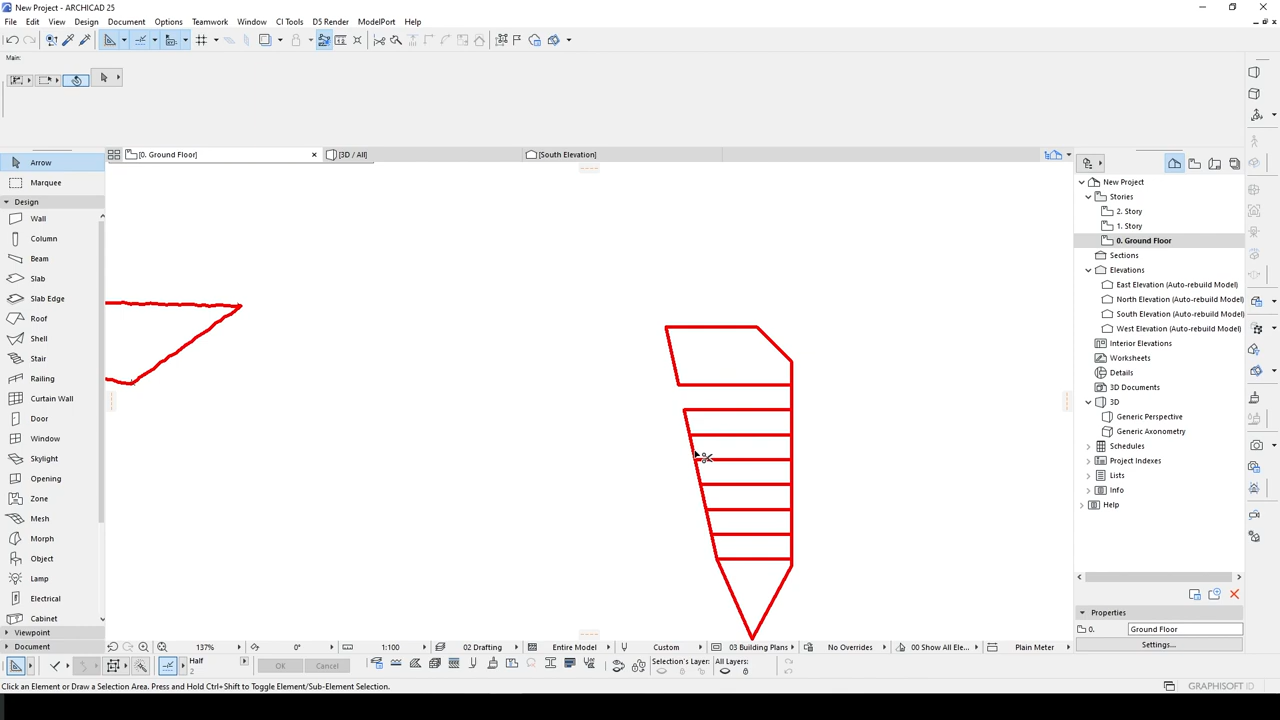 New Project - ARCHICAD 25
File Edit View Design Document Options Teamwork Window CI Tools D5 Render ModelPort Help
Main:
[0. Ground Floor]
[3D / All]
[South Elevation]
Arrow
Marquee
Design
Wall
Column
Beam
Slab
Slab Edge
Roof
Shell
Stair
Railing
Curtain Wall
Door
Window
Skylight
Opening
Zone
Mesh
Morph
Object
Lamp
Electrical
Cabinet
Viewpoint
Document
New Project
Stories
2. Story
1. Story
0. Ground Floor
Sections
Elevations
East Elevation (Auto-rebuild Model)
North Elevation (Auto-rebuild Model)
South Elevation (Auto-rebuild Model)
West Elevation (Auto-rebuild Model)
Interior Elevations
Worksheets
Details
3D Documents
3D
Generic Perspective
Generic Axonometry
Schedules
Project Indexes
Lists
Info
Help
Properties
0. Ground Floor
Settings...
137% 0° 1:100 02 Drafting Entire Model Custom 03 Building Plans No Overrides 00 Show All Ele... Plain Meter
Half
2
OK Cancel
Selection's Layer: All Layers:
Click an Element or Draw a Selection Area. Press and Hold Ctrl+Shift to Toggle Element/Sub-Element Selection.
GRAPHISOFT ID